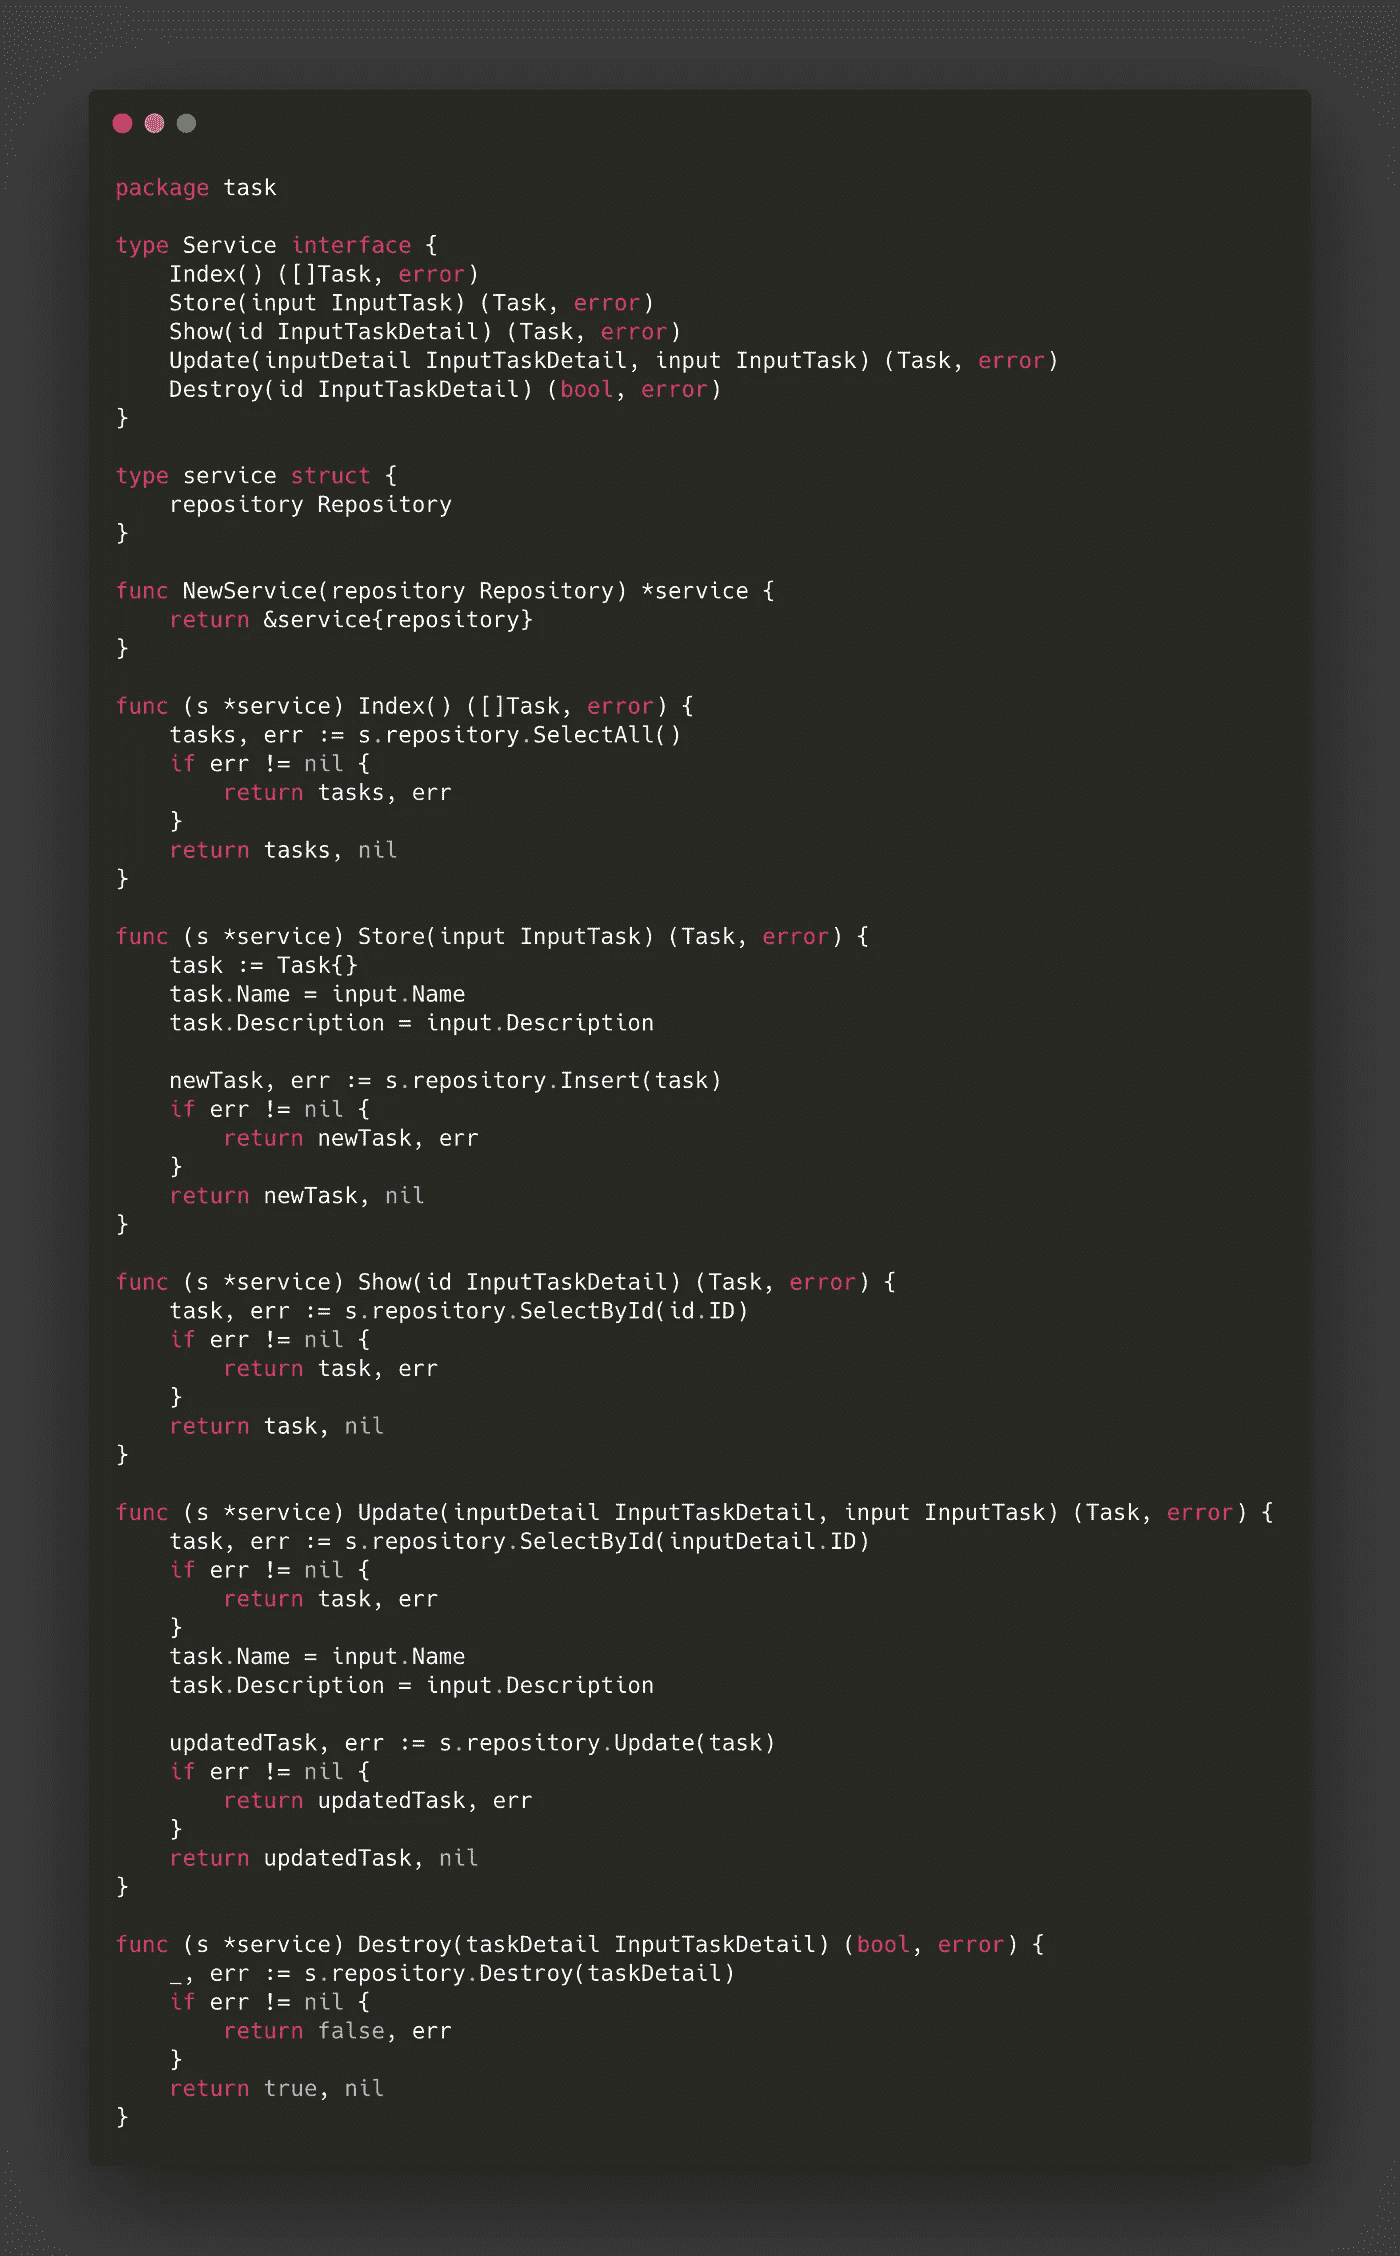 package task

type Service interface {
    Index() ([]Task, error)
    Store(input InputTask) (Task, error)
    Show(id InputTaskDetail) (Task, error)
    Update(inputDetail InputTaskDetail, input InputTask) (Task, error)
    Destroy(id InputTaskDetail) (bool, error)
}

type service struct {
    repository Repository
}

func NewService(repository Repository) *service {
    return &service{repository}
}

func (s *service) Index() ([]Task, error) {
    tasks, err := s.repository.SelectAll()
    if err != nil {
        return tasks, err
    }
    return tasks, nil
}

func (s *service) Store(input InputTask) (Task, error) {
    task := Task{}
    task.Name = input.Name
    task.Description = input.Description

    newTask, err := s.repository.Insert(task)
    if err != nil {
        return newTask, err
    }
    return newTask, nil
}

func (s *service) Show(id InputTaskDetail) (Task, error) {
    task, err := s.repository.SelectById(id.ID)
    if err != nil {
        return task, err
    }
    return task, nil
}

func (s *service) Update(inputDetail InputTaskDetail, input InputTask) (Task, error) {
    task, err := s.repository.SelectById(inputDetail.ID)
    if err != nil {
        return task, err
    }
    task.Name = input.Name
    task.Description = input.Description

    updatedTask, err := s.repository.Update(task)
    if err != nil {
        return updatedTask, err
    }
    return updatedTask, nil
}

func (s *service) Destroy(taskDetail InputTaskDetail) (bool, error) {
    _, err := s.repository.Destroy(taskDetail)
    if err != nil {
        return false, err
    }
    return true, nil
}